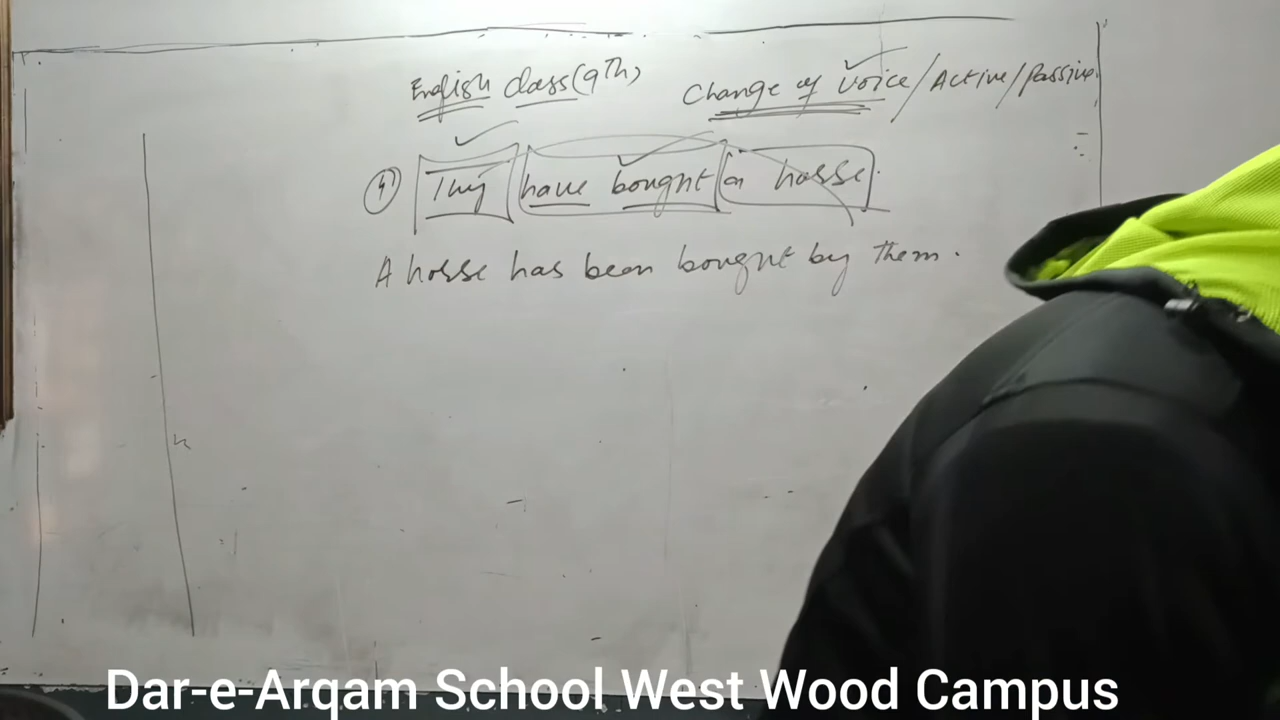 English class (9th) Change of Voice / Active / Passive
4) They have bought a horse.
A horse has been bought by them.
Dar-e-Arqam School West Wood Campus